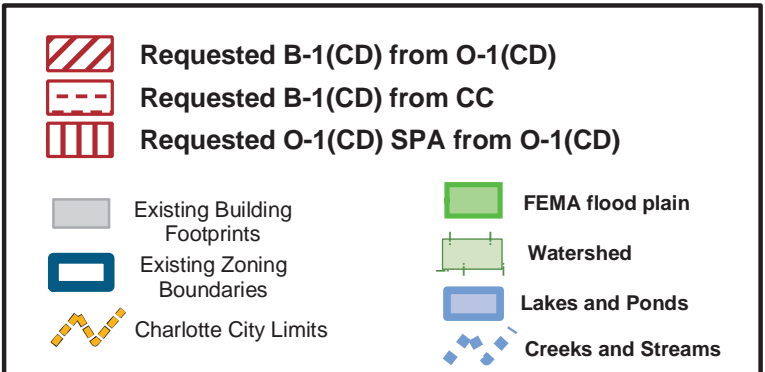 Requested B-1(CD) from O-1(CD)
Requested B-1(CD) from CC
Requested O-1(CD) SPA from O-1(CD)
Existing Building
Footprints
Existing Zoning
Boundaries
Charlotte City Limits
FEMA flood plain
Watershed
Lakes and Ponds
Creeks and Streams